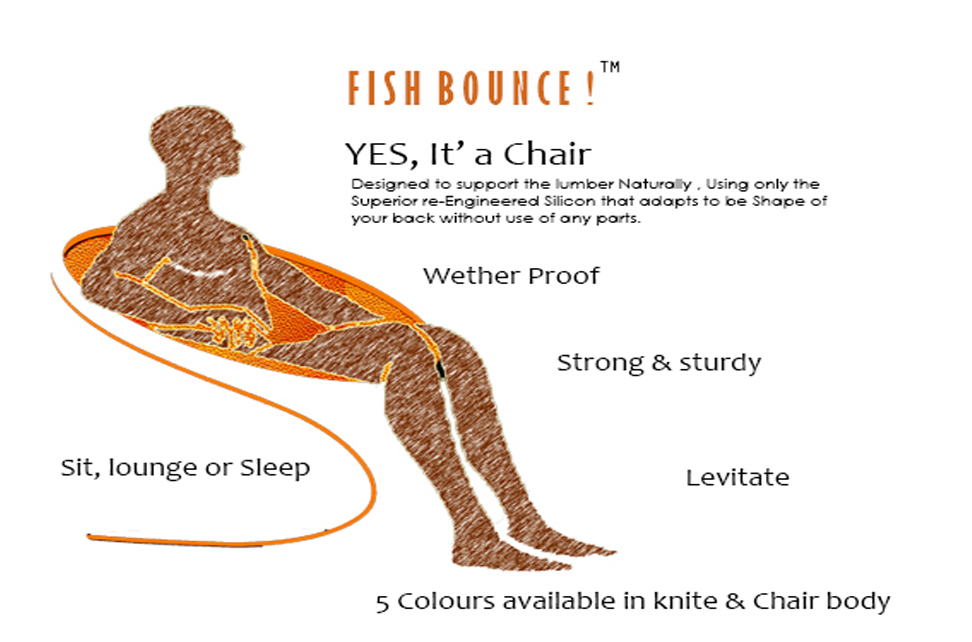 FISH BOUNCE !™
YES, It' a Chair
Designed to support the lumber Naturally , Using only the
Superior re-Engineered Silicon that adapts to be Shape of
your back without use of any parts.
Wether Proof
Strong & sturdy
Sit, lounge or Sleep
Levitate
5 Colours available in knite & Chair body